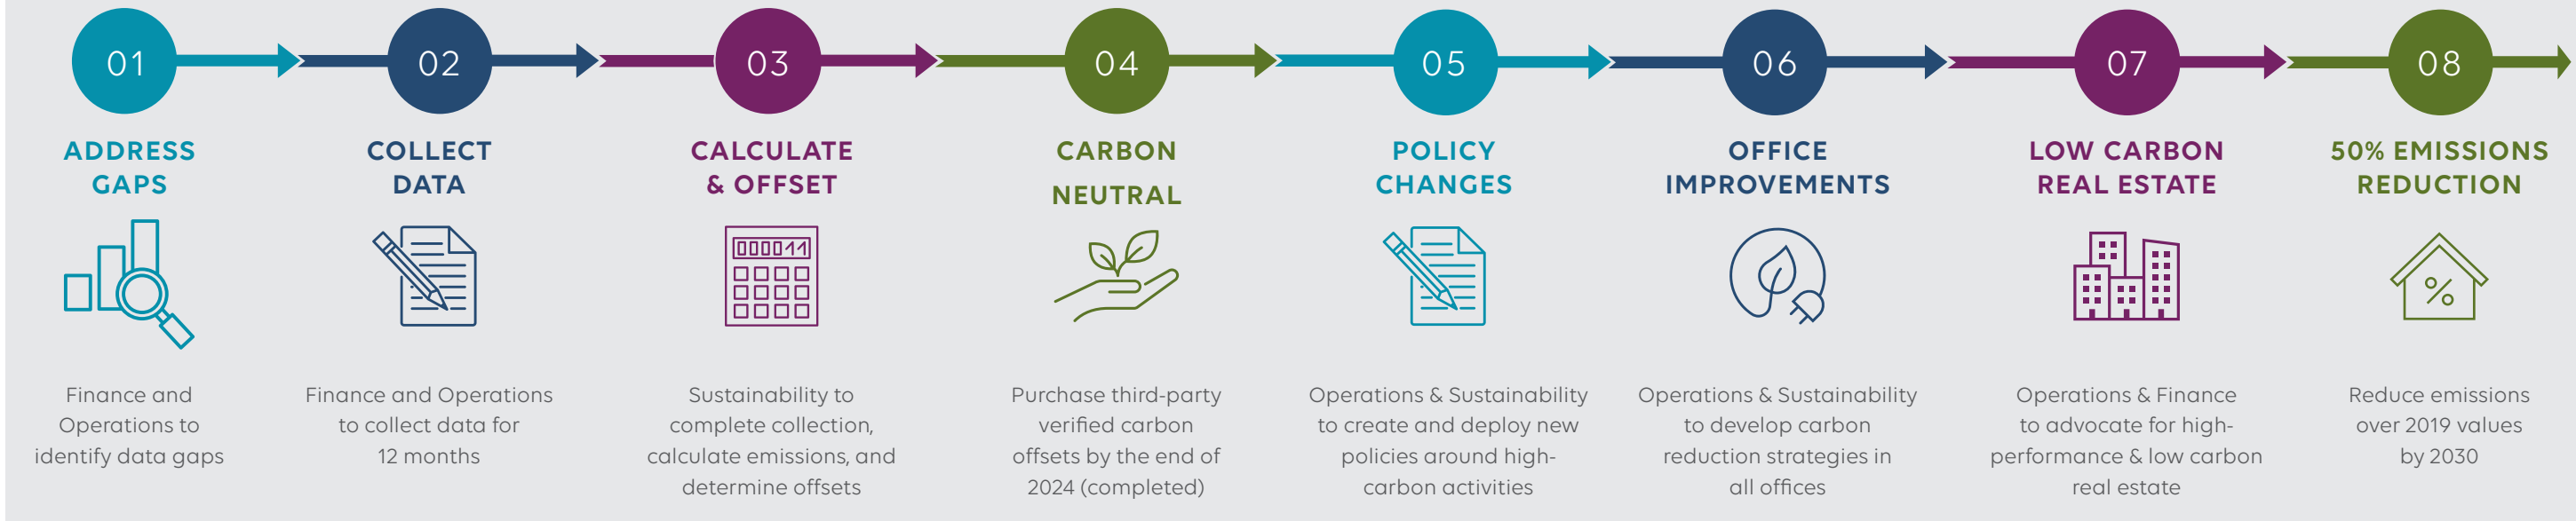 01
ADDRESS
GAPS
Finance and
Operations to
identify data gaps
02
COLLECT
DATA
Finance and Operations
to collect data for
12 months
03
CALCULATE
& OFFSET
000011
Sustainability to
complete collection,
calculate emissions, and
determine offsets
04
CARBON
NEUTRAL
Purchase third-party
verified carbon
offsets by the end of
2024 (completed)
05
POLICY
CHANGES
Operations & Sustainability
to create and deploy new
policies around high-
carbon activities
06
OFFICE
IMPROVEMENTS
Operations & Sustainability
to develop carbon
reduction strategies in
all offices
07
LOW CARBON
REAL ESTATE
Operations & Finance
to advocate for high-
performance & low carbon
real estate
08
50% EMISSIONS
REDUCTION
%
Reduce emissions
over 2019 values
by 2030